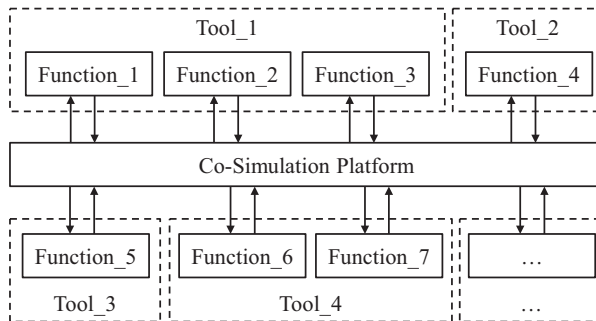 Tool_1
Tool_2
Function_1
Function_2
Function_3
Function_4
Co-Simulation Platform
Function_5
Function_6
Function_7
…
Tool_3
Tool_4
…